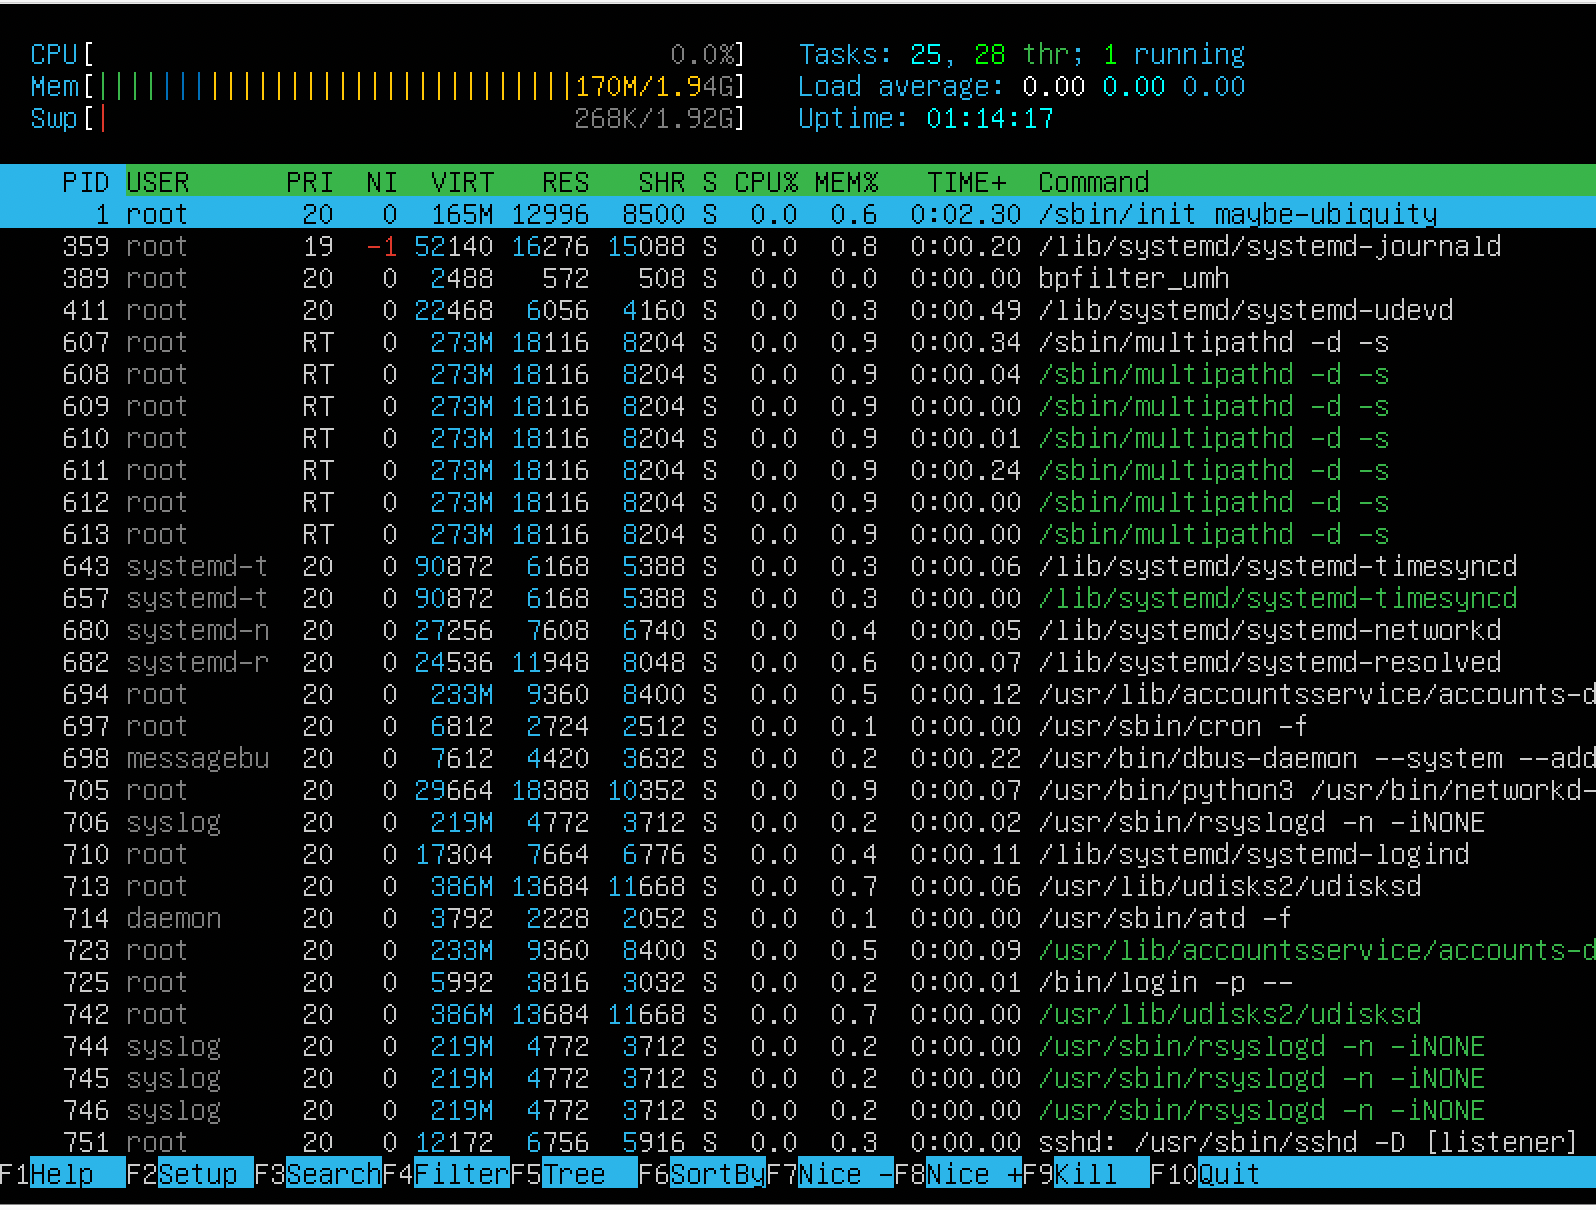 CPU[ 0.0%] Tasks: 25, 28 thr; 1 running
Mem[|||||||||||||||||||||||||||||170M/1.94G] Load average: 0.00 0.00 0.00
Swp[| 268K/1.92G] Uptime: 01:14:17
PID USER PRI NI VIRT RES SHR S CPU% MEM% TIME+ Command
1 root 20 0 165M 12996 8500 S 0.0 0.6 0:02.30 /sbin/init maybe-ubiquity
359 root 19 -1 52140 16276 15088 S 0.0 0.8 0:00.20 /lib/systemd/systemd-journald
389 root 20 0 2488 572 508 S 0.0 0.0 0:00.00 bpfilter_umh
411 root 20 0 22468 6056 4160 S 0.0 0.3 0:00.49 /lib/systemd/systemd-udevd
607 root RT 0 273M 18116 8204 S 0.0 0.9 0:00.34 /sbin/multipathd -d -s
608 root RT 0 273M 18116 8204 S 0.0 0.9 0:00.04 /sbin/multipathd -d -s
609 root RT 0 273M 18116 8204 S 0.0 0.9 0:00.00 /sbin/multipathd -d -s
610 root RT 0 273M 18116 8204 S 0.0 0.9 0:00.01 /sbin/multipathd -d -s
611 root RT 0 273M 18116 8204 S 0.0 0.9 0:00.24 /sbin/multipathd -d -s
612 root RT 0 273M 18116 8204 S 0.0 0.9 0:00.00 /sbin/multipathd -d -s
613 root RT 0 273M 18116 8204 S 0.0 0.9 0:00.00 /sbin/multipathd -d -s
643 systemd-t 20 0 90872 6168 5388 S 0.0 0.3 0:00.06 /lib/systemd/systemd-timesyncd
657 systemd-t 20 0 90872 6168 5388 S 0.0 0.3 0:00.00 /lib/systemd/systemd-timesyncd
680 systemd-n 20 0 27256 7608 6740 S 0.0 0.4 0:00.05 /lib/systemd/systemd-networkd
682 systemd-r 20 0 24536 11948 8048 S 0.0 0.6 0:00.07 /lib/systemd/systemd-resolved
694 root 20 0 233M 9360 8400 S 0.0 0.5 0:00.12 /usr/lib/accountsservice/accounts-d
697 root 20 0 6812 2724 2512 S 0.0 0.1 0:00.00 /usr/sbin/cron -f
698 messagebu 20 0 7612 4420 3632 S 0.0 0.2 0:00.22 /usr/bin/dbus-daemon --system --add
705 root 20 0 29664 18388 10352 S 0.0 0.9 0:00.07 /usr/bin/python3 /usr/bin/networkd-
706 syslog 20 0 219M 4772 3712 S 0.0 0.2 0:00.02 /usr/sbin/rsyslogd -n -iNONE
710 root 20 0 17304 7664 6776 S 0.0 0.4 0:00.11 /lib/systemd/systemd-logind
713 root 20 0 386M 13684 11668 S 0.0 0.7 0:00.06 /usr/lib/udisks2/udisksd
714 daemon 20 0 3792 2228 2052 S 0.0 0.1 0:00.00 /usr/sbin/atd -f
723 root 20 0 233M 9360 8400 S 0.0 0.5 0:00.09 /usr/lib/accountsservice/accounts-d
725 root 20 0 5992 3816 3032 S 0.0 0.2 0:00.01 /bin/login -p --
742 root 20 0 386M 13684 11668 S 0.0 0.7 0:00.00 /usr/lib/udisks2/udisksd
744 syslog 20 0 219M 4772 3712 S 0.0 0.2 0:00.00 /usr/sbin/rsyslogd -n -iNONE
745 syslog 20 0 219M 4772 3712 S 0.0 0.2 0:00.00 /usr/sbin/rsyslogd -n -iNONE
746 syslog 20 0 219M 4772 3712 S 0.0 0.2 0:00.00 /usr/sbin/rsyslogd -n -iNONE
751 root 20 0 12172 6756 5916 S 0.0 0.3 0:00.00 sshd: /usr/sbin/sshd -D [listener]
F1Help F2Setup F3SearchF4FilterF5Tree F6SortByF7Nice -F8Nice +F9Kill F10Quit